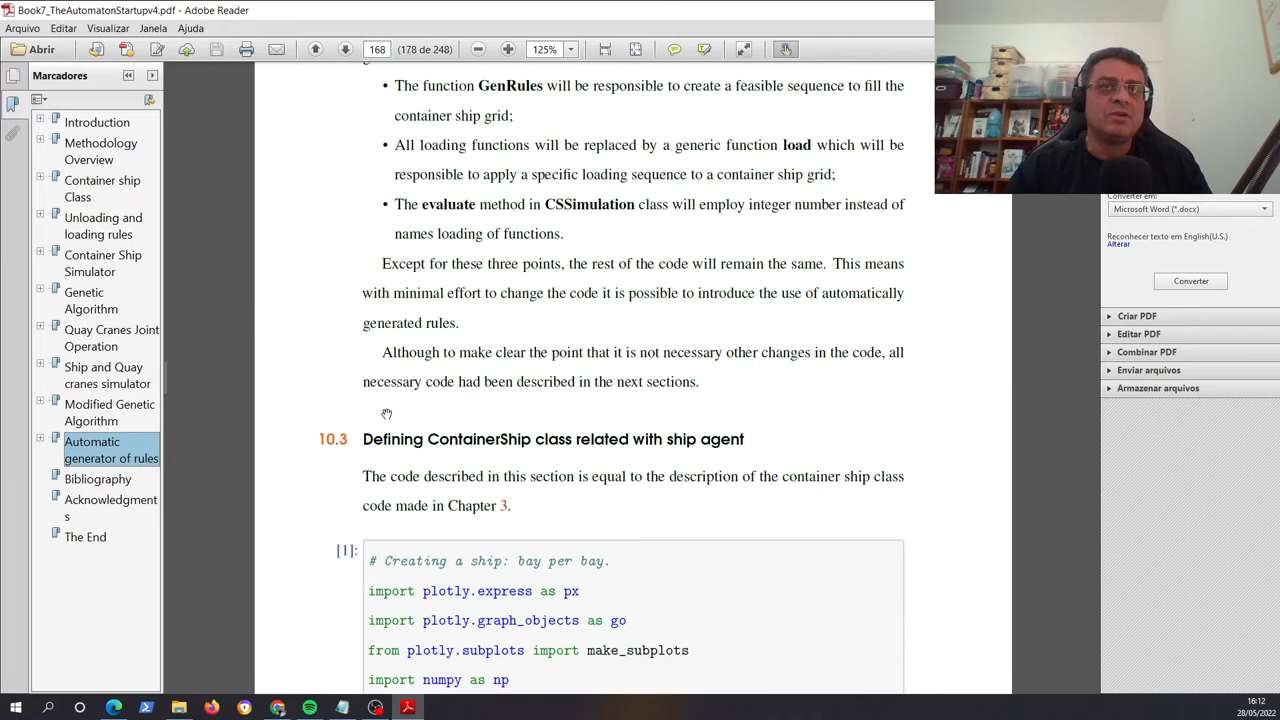 Book7_TheAutomatonStartupv4.pdf - Adobe Reader
Arquivo Editar Visualizar Janela Ajuda
Abrir 168 (178 de 248) 125%
Marcadores
Introduction
Methodology
Overview
Container ship
Class
Unloading and
loading rules
Container Ship
Simulator
Genetic
Algorithm
Quay Cranes Joint
Operation
Ship and Quay
cranes simulator
Modified Genetic
Algorithm
Automatic
generator of rules
Bibliography
Acknowledgment
s
The End
• The function GenRules will be responsible to create a feasible sequence to fill the
container ship grid;
• All loading functions will be replaced by a generic function load which will be
responsible to apply a specific loading sequence to a container ship grid;
• The evaluate method in CSSimulation class will employ integer number instead of
names loading of functions.
Except for these three points, the rest of the code will remain the same. This means
with minimal effort to change the code it is possible to introduce the use of automatically
generated rules.
Although to make clear the point that it is not necessary other changes in the code, all
necessary code had been described in the next sections.
10.3 Defining ContainerShip class related with ship agent
The code described in this section is equal to the description of the container ship class
code made in Chapter 3.
[1]:
# Creating a ship: bay per bay.
import plotly.express as px
import plotly.graph_objects as go
from plotly.subplots import make_subplots
import numpy as np
Converter em:
Microsoft Word (*.docx)
Reconhecer texto em English(U.S.)
Alterar
Converter
Criar PDF
Editar PDF
Combinar PDF
Enviar arquivos
Armazenar arquivos
16:12
28/05/2022